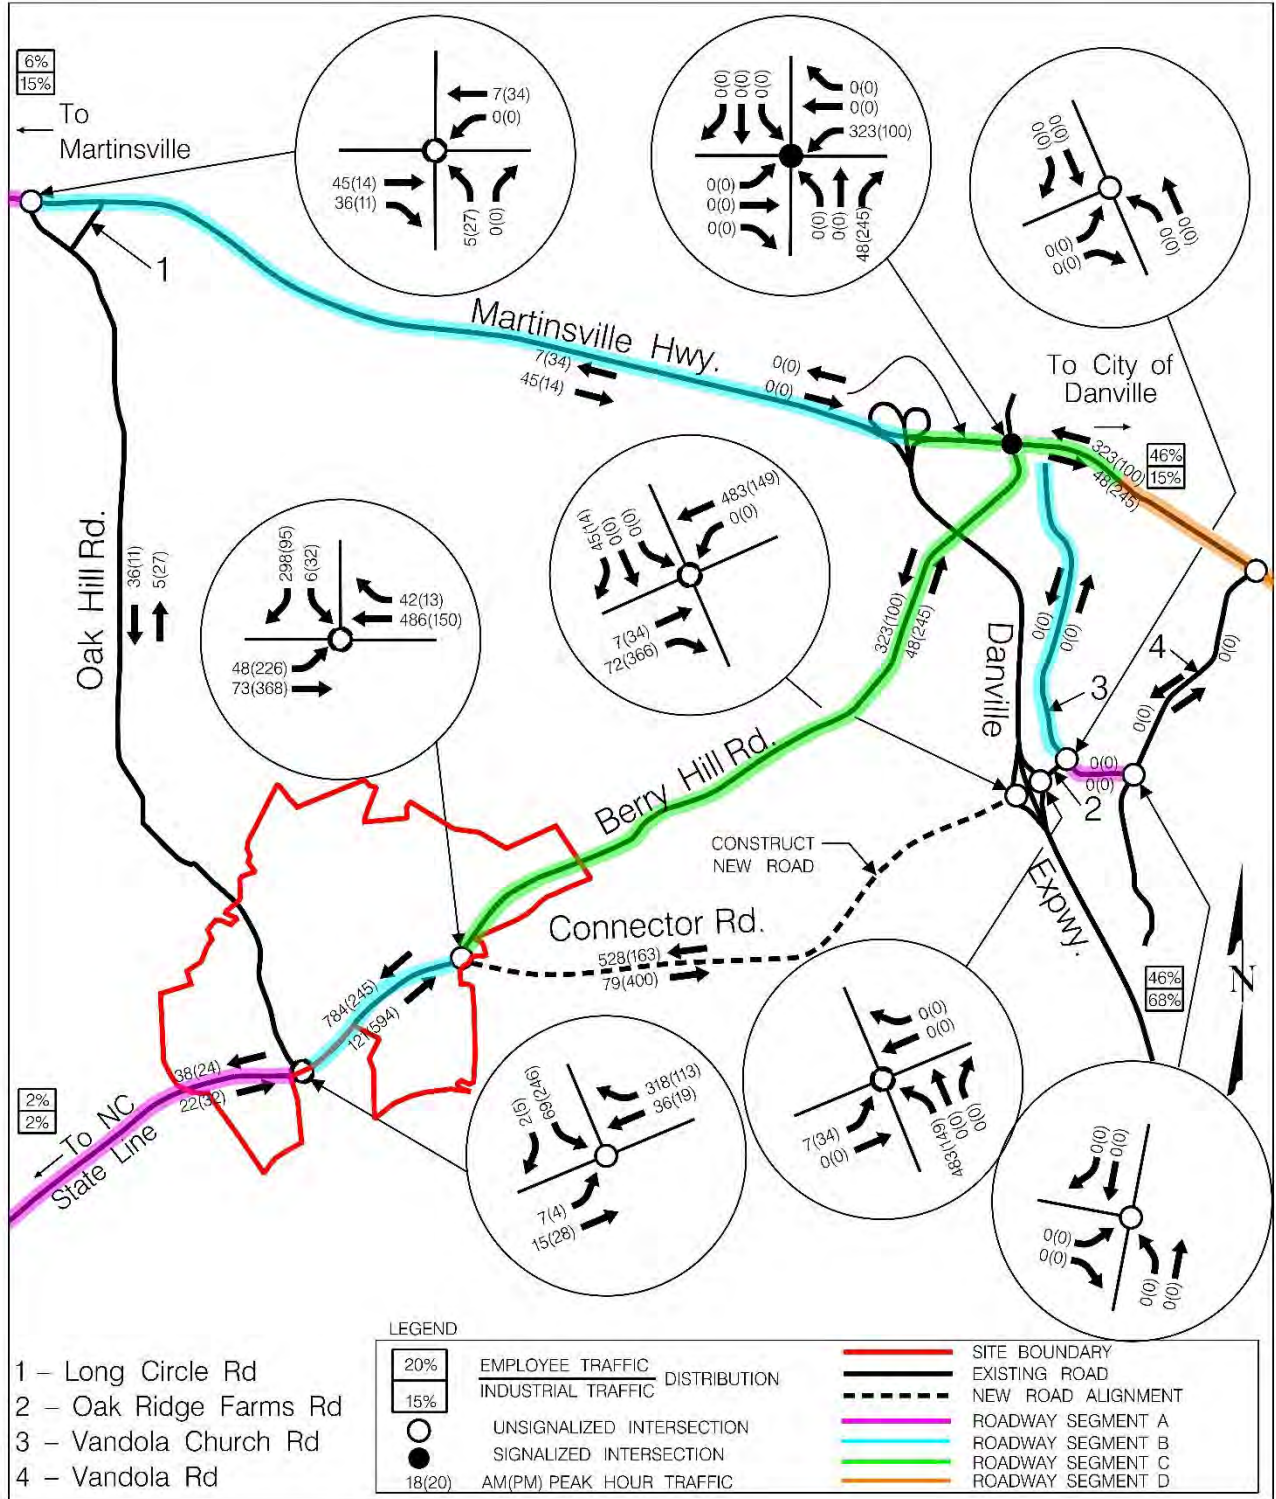 6%
15%
To
Martinsville
7(34)
0(0)
45(14)
36(11)
5(27)
0(0)
0(0)
0(0)
0(0)
0(0)
0(0)
323(100)
0(0)
0(0)
0(0)
0(0)
0(0)
48(245)
0(0)
0(0)
0(0)
0(0)
0(0)
0(0)
1
Martinsville Hwy.
7(34)
45(14)
0(0)
0(0)
To City of
Danville
323(100)
48(245)
46%
15%
Oak Hill Rd.
36(11)
5(27)
298(95)
6(32)
42(13)
486(150)
48(226)
73(368)
45(14)
0(0)
0(0)
483(149)
0(0)
7(34)
72(366)
323(100)
48(245)
Danville
0(0)
0(0)
3
4
0(0)
0(0)
Berry Hill Rd.
0(0)
0(0)
2
CONSTRUCT
NEW ROAD
Expwy.
Connector Rd.
528(163)
79(400)
46%
68%
N
784(245)
121(594)
38(24)
22(32)
2%
2%
To NC
State Line
2(5)
69(246)
318(113)
36(19)
7(4)
15(28)
0(0)
0(0)
7(34)
0(0)
483(149)
0(0)
0(0)
0(0)
0(0)
0(0)
0(0)
0(0)
0(0)
1 - Long Circle Rd
2 - Oak Ridge Farms Rd
3 - Vandola Church Rd
4 - Vandola Rd
LEGEND
20%
15%
EMPLOYEE TRAFFIC
INDUSTRIAL TRAFFIC
DISTRIBUTION
UNSIGNALIZED INTERSECTION
SIGNALIZED INTERSECTION
18(20) AM(PM) PEAK HOUR TRAFFIC
SITE BOUNDARY
EXISTING ROAD
NEW ROAD ALIGNMENT
ROADWAY SEGMENT A
ROADWAY SEGMENT B
ROADWAY SEGMENT C
ROADWAY SEGMENT D